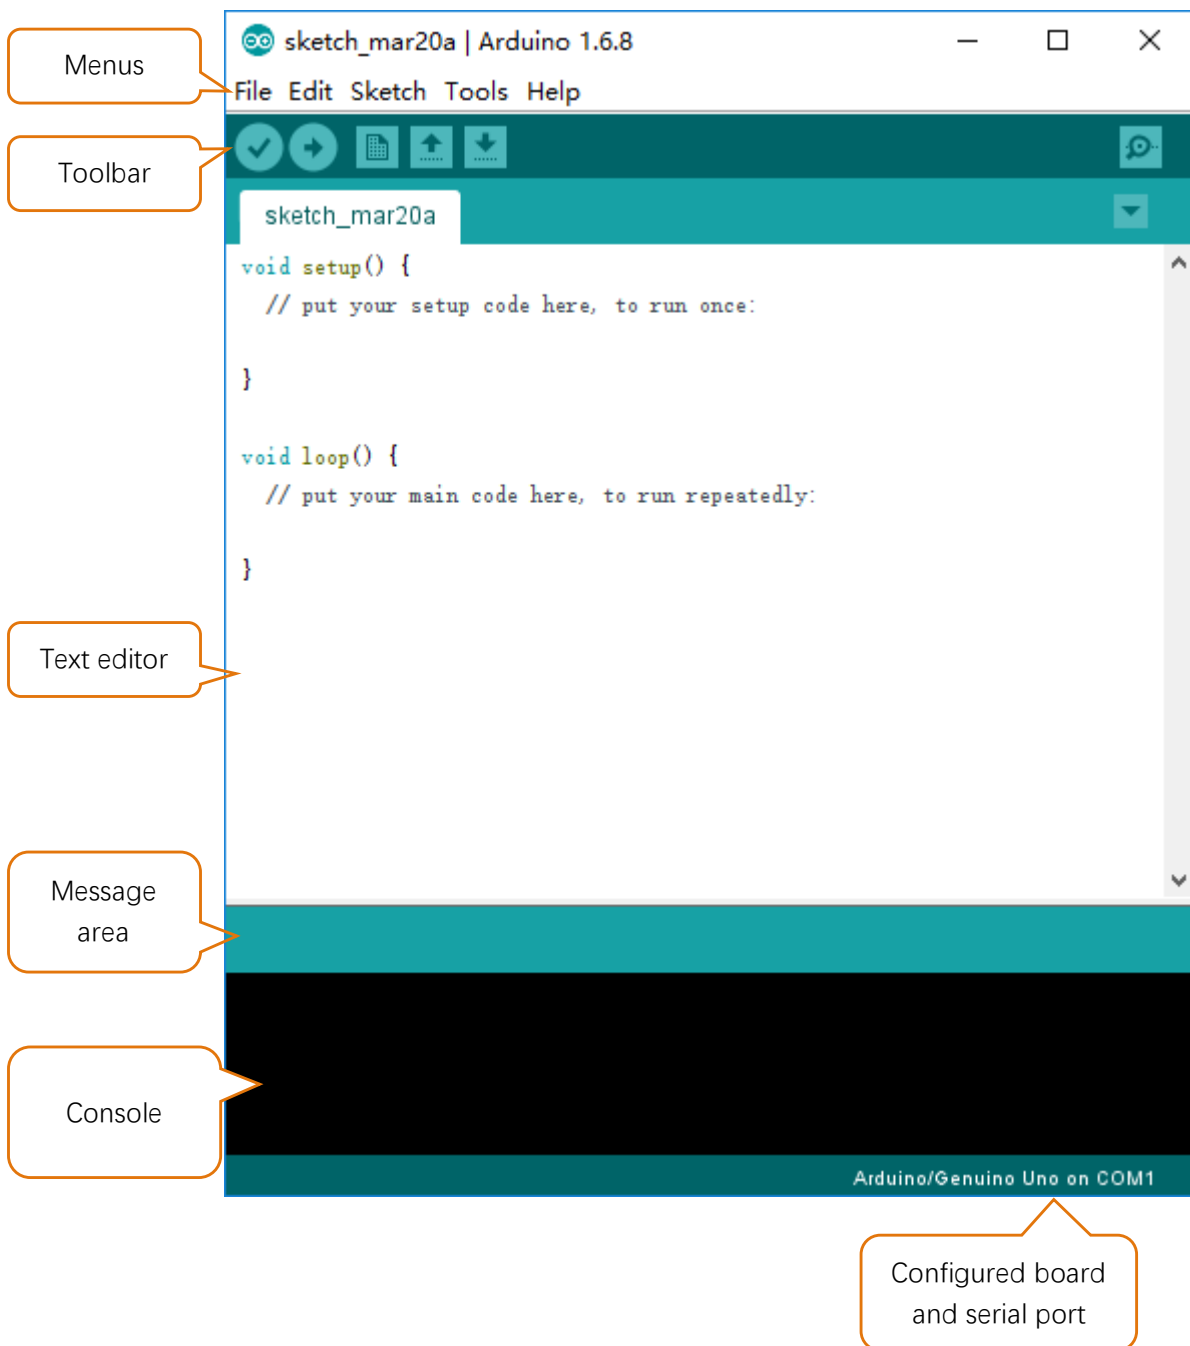 sketch_mar20a | Arduino 1.6.8
Menus
File Edit Sketch Tools Help
Toolbar
sketch_mar20a
void setup() {
// put your setup code here, to run once:
}
void loop() {
// put your main code here, to run repeatedly:
}
Text editor
Message
area
Console
Arduino/Genuino Uno on COM1
Configured board
and serial port